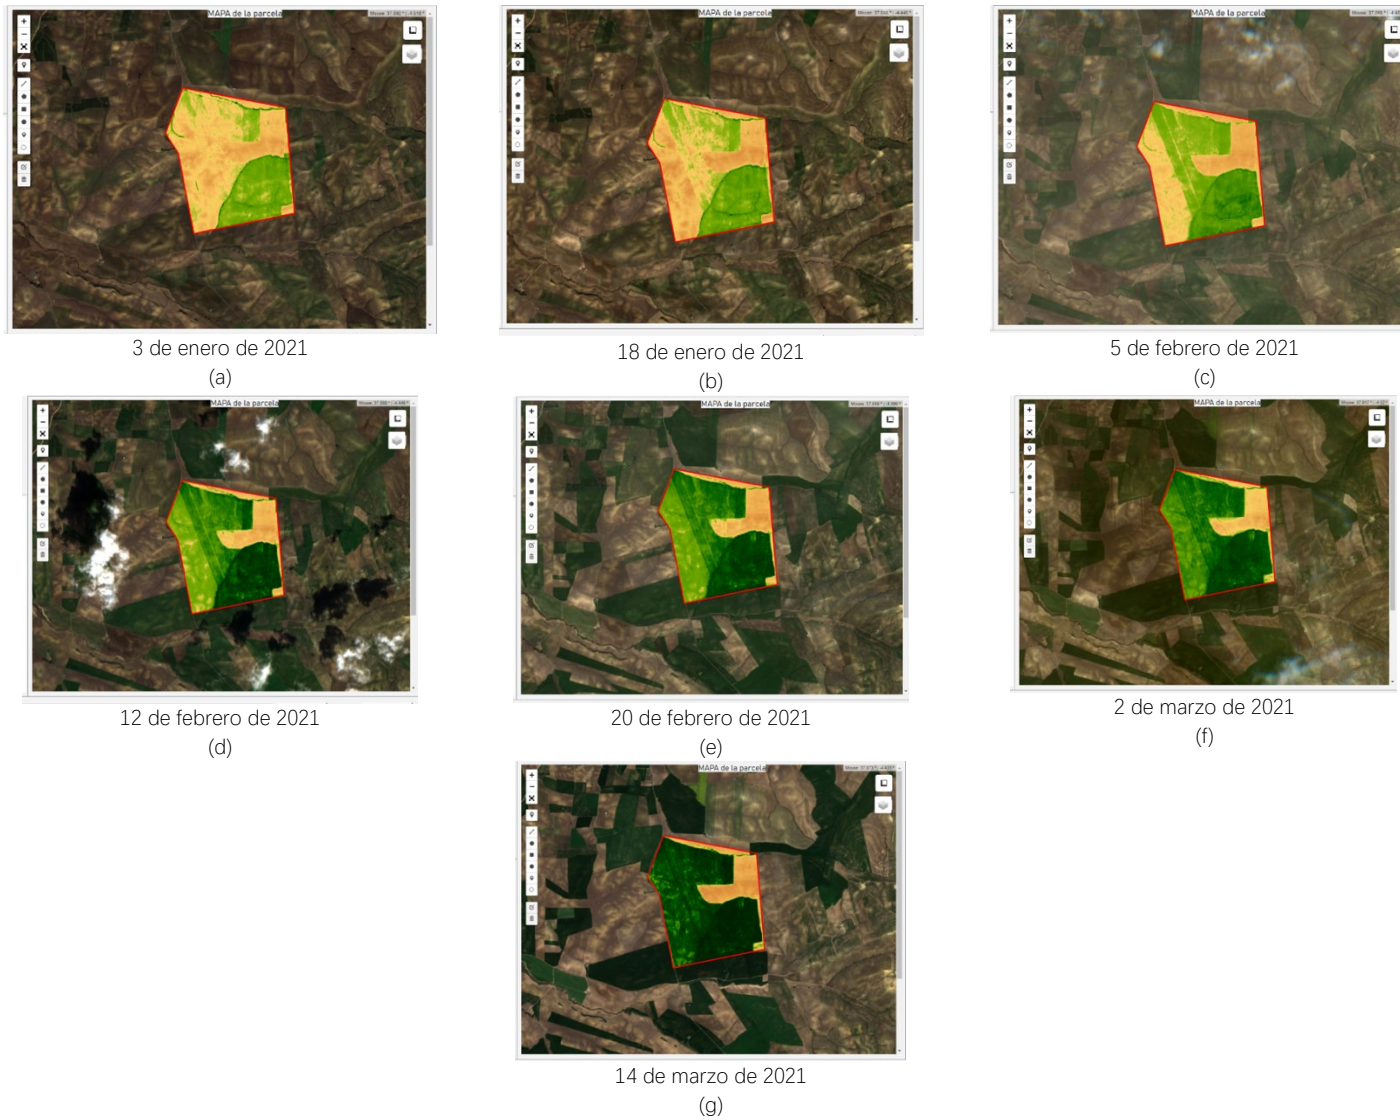 MAPA de la parcela
MAPA de la parcela
MAPA de la parcela
3 de enero de 2021
(a)
18 de enero de 2021
(b)
5 de febrero de 2021
(c)
MAPA de la parcela
MAPA de la parcela
MAPA de la parcela
12 de febrero de 2021
(d)
20 de febrero de 2021
(e)
2 de marzo de 2021
(f)
MAPA de la parcela
14 de marzo de 2021
(g)